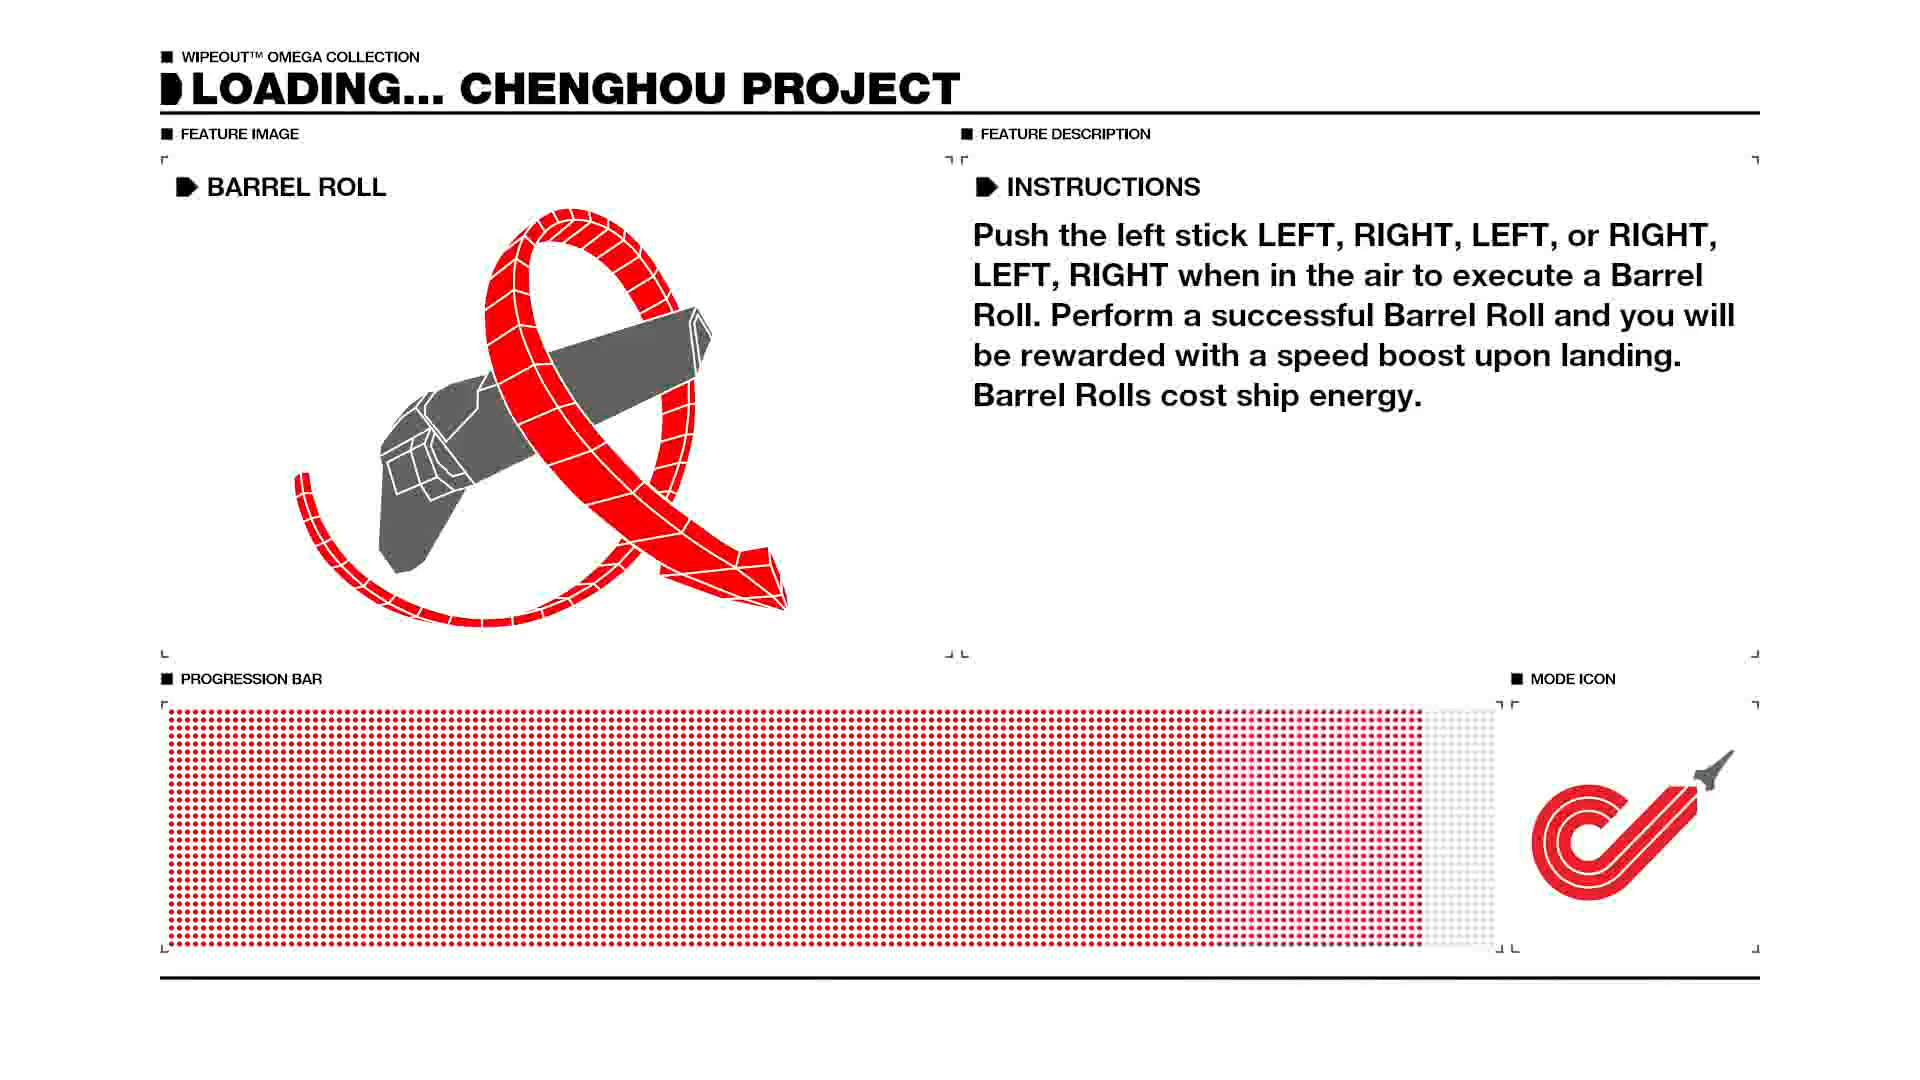 WIPEOUT™ OMEGA COLLECTION
LOADING... CHENGHOU PROJECT
FEATURE IMAGE
BARREL ROLL
FEATURE DESCRIPTION
INSTRUCTIONS
Push the left stick LEFT, RIGHT, LEFT, or RIGHT,
LEFT, RIGHT when in the air to execute a Barrel
Roll. Perform a successful Barrel Roll and you will
be rewarded with a speed boost upon landing.
Barrel Rolls cost ship energy.
PROGRESSION BAR
MODE ICON